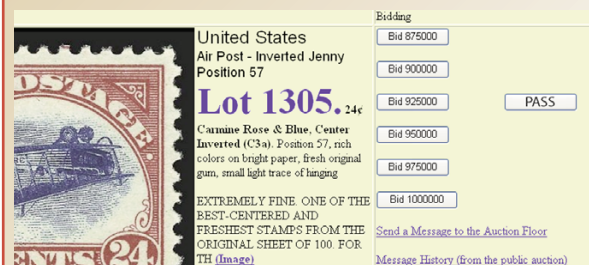 Bidding
United States
Air Post - Inverted Jenny
Position 57
Lot 1305. 24¢
Carmine Rose & Blue, Center
Inverted (C3a). Position 57, rich
colors on bright paper, fresh original
gum, small light trace of hinging
EXTREMELY FINE. ONE OF THE
BEST-CENTERED AND
FRESHEST STAMPS FROM THE
ORIGINAL SHEET OF 100. FOR
TH (Image)
Bid 875000
Bid 900000
Bid 925000
PASS
Bid 950000
Bid 975000
Bid 1000000
Send a Message to the Auction Floor
Message History (from the public auction)
POSTAGE
ENTS 24